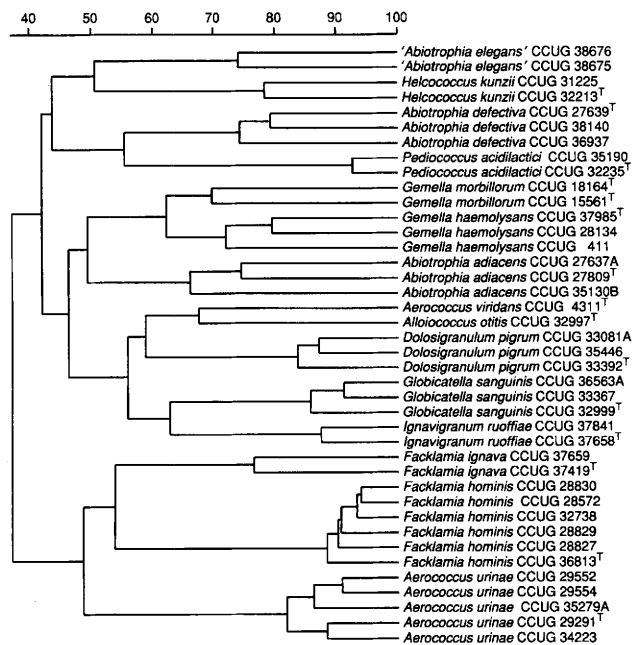 40 50 60 70 80 90 100
'Abiotrophia elegans' CCUG 38676
'Abiotrophia elegans' CCUG 38675
Helcococcus kunzii CCUG 31225
Helcococcus kunzii CCUG 32213T
Abiotrophia defectiva CCUG 27639T
Abiotrophia defectiva CCUG 38140
Abiotrophia defectiva CCUG 36937
Pediococcus acidilactici CCUG 35190
Pediococcus acidilactici CCUG 32235T
Gemella morbillorum CCUG 18164T
Gemella morbillorum CCUG 15561T
Gemella haemolysans CCUG 37985T
Gemella haemolysans CCUG 28134
Gemella haemolysans CCUG 411
Abiotrophia adiacens CCUG 27637A
Abiotrophia adiacens CCUG 27809T
Abiotrophia adiacens CCUG 35130B
Aerococcus viridans CCUG 4311T
Alloiococcus otitis CCUG 32997T
Dolosigranulum pigrum CCUG 33081A
Dolosigranulum pigrum CCUG 35446
Dolosigranulum pigrum CCUG 33392T
Globicatella sanguinis CCUG 36563A
Globicatella sanguinis CCUG 33367
Globicatella sanguinis CCUG 32999T
Ignavigranum ruoffiae CCUG 37841
Ignavigranum ruoffiae CCUG 37658T
Facklamia ignava CCUG 37659
Facklamia ignava CCUG 37419T
Facklamia hominis CCUG 28830
Facklamia hominis CCUG 28572
Facklamia hominis CCUG 32738
Facklamia hominis CCUG 28829
Facklamia hominis CCUG 28827
Facklamia hominis CCUG 36813T
Aerococcus urinae CCUG 29552
Aerococcus urinae CCUG 29554
Aerococcus urinae CCUG 35279A
Aerococcus urinae CCUG 29291T
Aerococcus urinae CCUG 34223